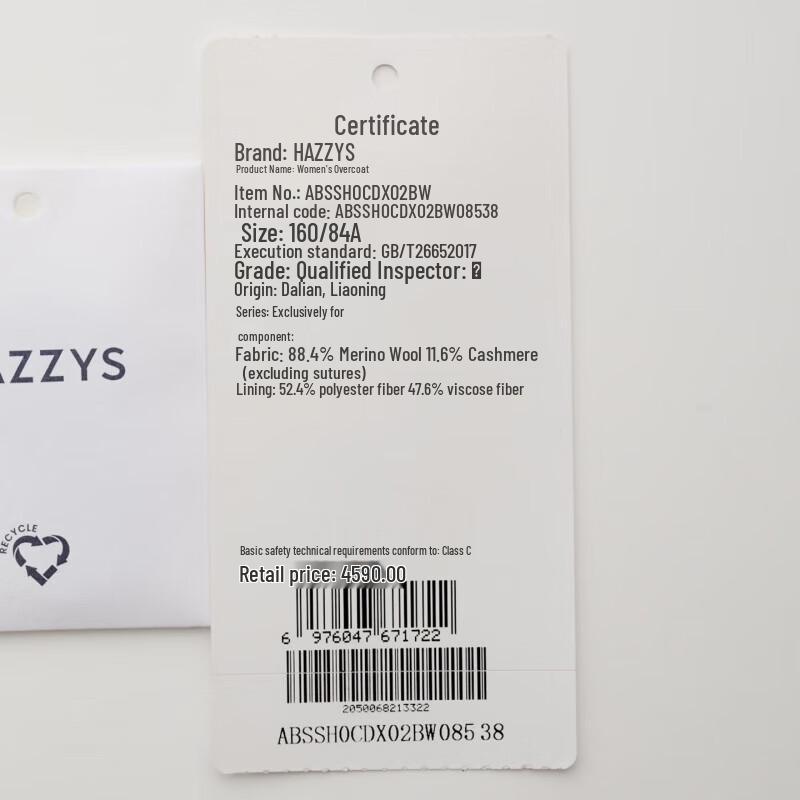 Certificate
Brand: HAZZYS
Product Name: Women's Overcoat
Item No.: ABSSH0CDX02BW
Internal code: ABSSH0CDX02BW08538
Size: 160/84A
Execution standard: GB/T26652017
Grade: Qualified Inspector:
Origin: Dalian, Liaoning
Series: Exclusively for
component:
Fabric: 88.4% Merino Wool 11.6% Cashmere
(excluding sutures)
Lining: 52.4% polyester fiber 47.6% viscose fiber
Basic safety technical requirements conform to: Class C
Retail price: 4590.00
6 976047 671722
2050068213322
ABSSH0CDX02BW085 38
AZZYS
RECYCLE